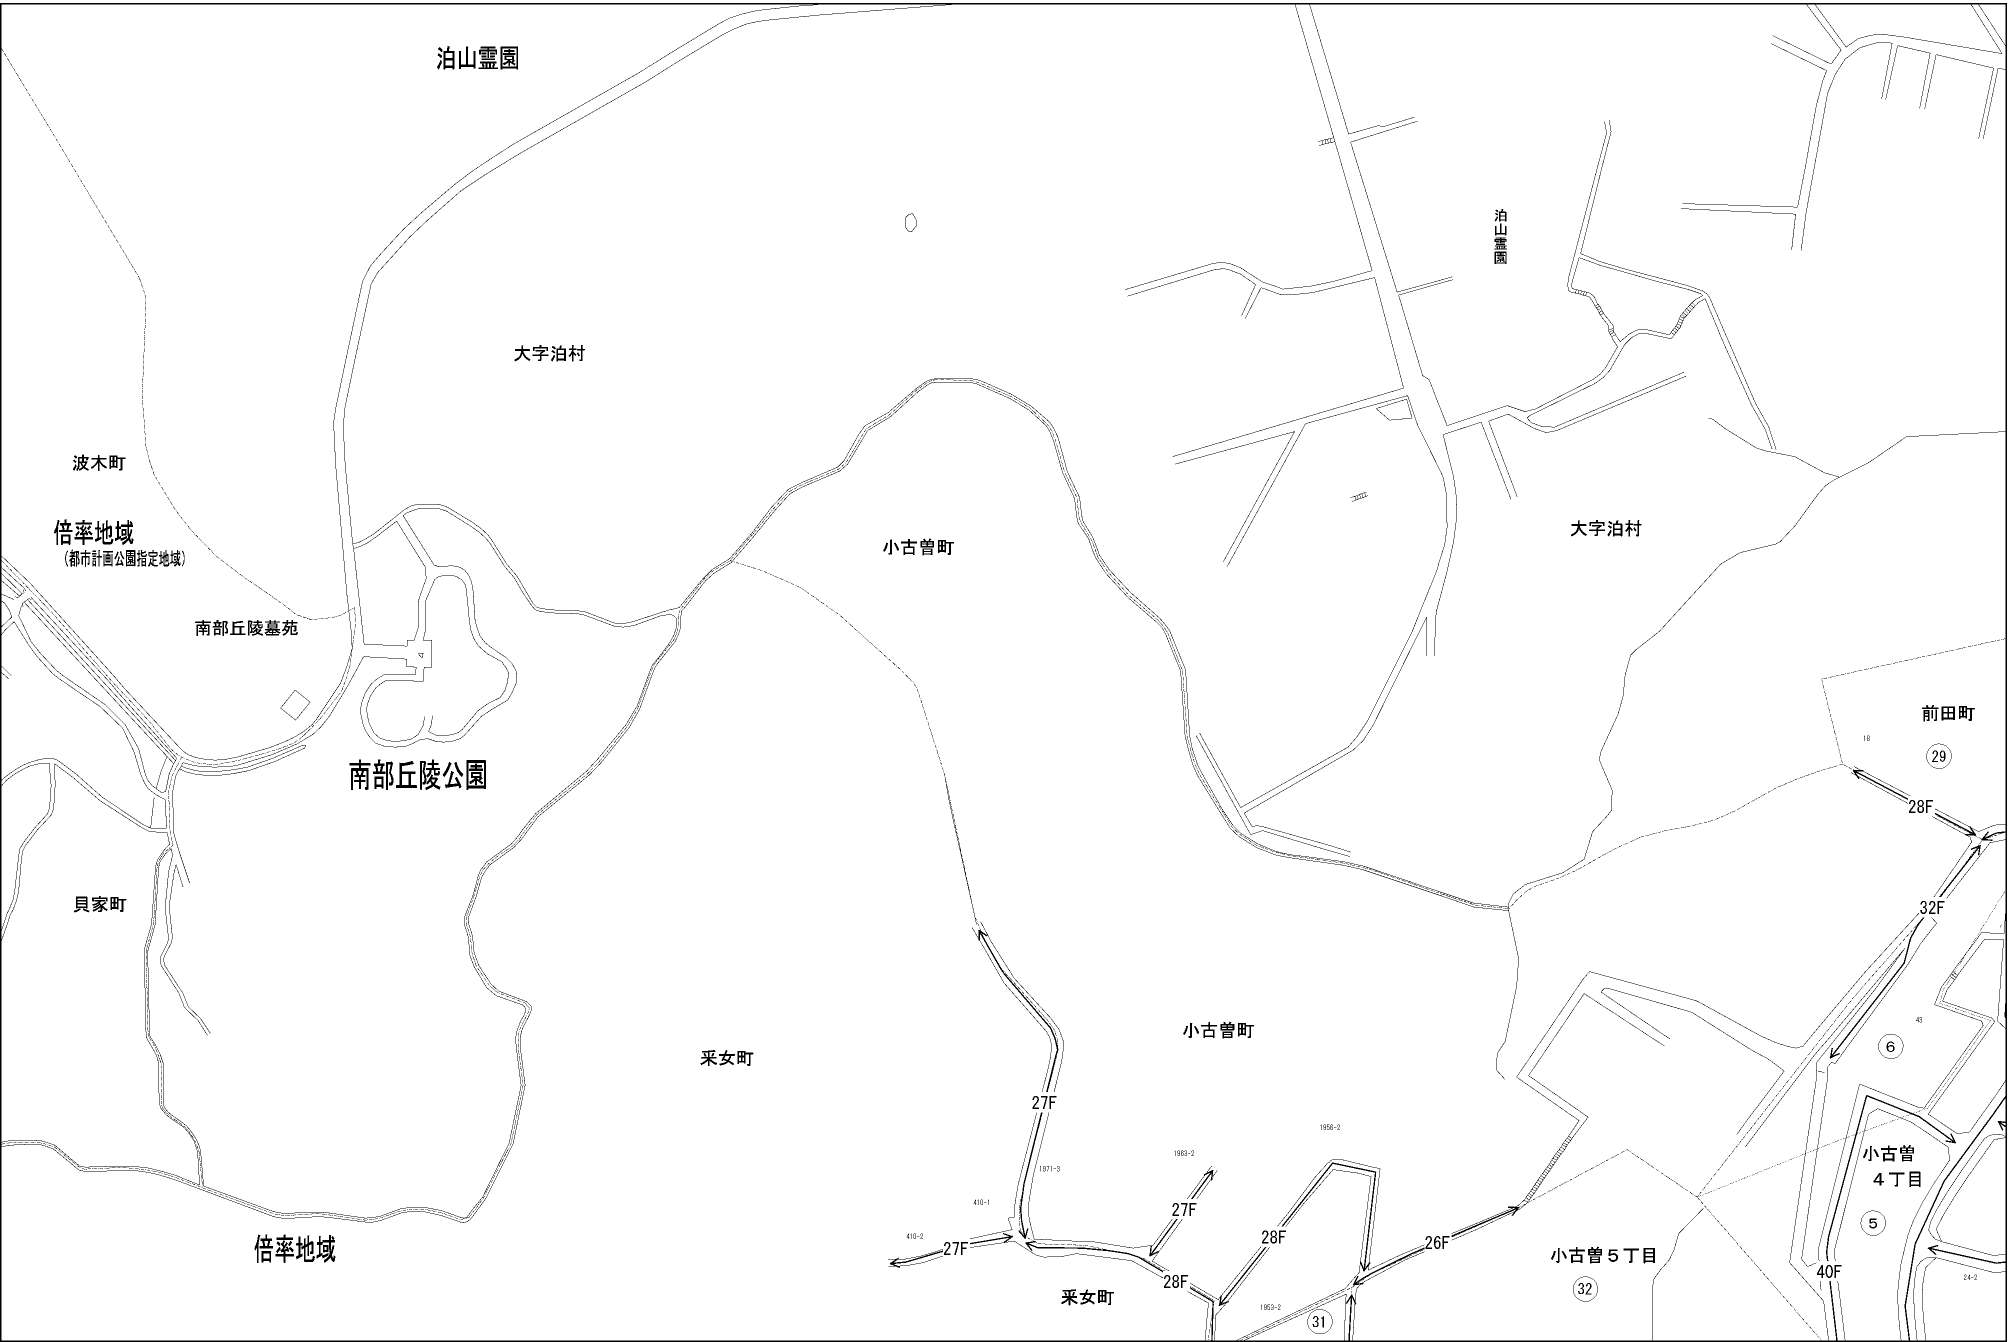 泊山霊園
泊山霊園
大字泊村
波木町
倍率地域
(都市計画公園指定地域)
小古曽町
大字泊村
南部丘陵墓苑
前田町
18
29
南部丘陵公園
28F
貝家町
32F
43
6
小古曽町
采女町
27F
1956-2
1963-2
小古曽
4丁目
1971-3
410-1
27F
5
410-2
27F
28F
26F
倍率地域
小古曽5丁目
40F
24-2
28F
32
采女町
1953-2
31